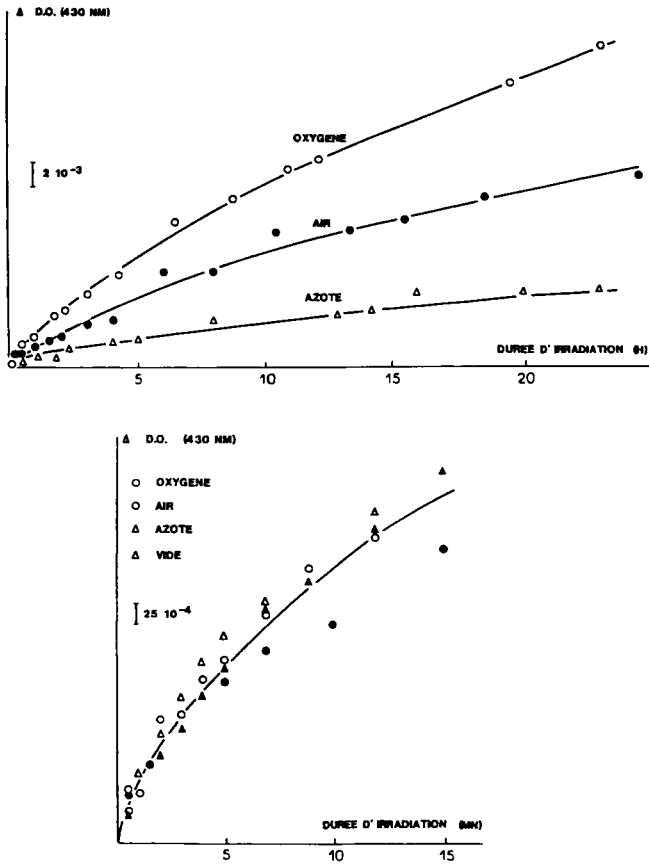 D.O. (430 NM)
OXYGENE
2 10⁻³
AIR
AZOTE
DUREE D' IRRADIATION (H)
5 10 15 20
D.O. (430 NM)
OXYGENE
AIR
AZOTE
VIDE
25 10⁻⁴
DUREE D' IRRADIATION (MN)
5 10 15